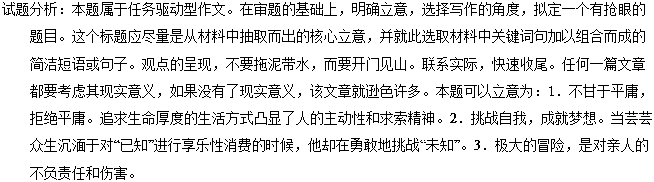 试题分析：本题属于任务驱动型作文。在审题的基础上，明确立意，选择写作的角度，拟定一个有抢眼的
题目。这个标题应尽量是从材料中抽取而出的核心立意，并就此选取材料中关键词句加以组合而成的
简洁短语或句子。观点的呈现，不要拖泥带水，而要开门见山。联系实际，快速收尾。任何一篇文章
都要考虑其现实意义，如果没有了现实意义，该文章就逊色许多。本题可以立意为：1．不甘于平庸，
拒绝平庸。追求生命厚度的生活方式凸显了人的主动性和求索精神。2．挑战自我，成就梦想。当芸芸
众生沉湎于对“已知”进行享乐性消费的时候，他却在勇敢地挑战“未知”。3．极大的冒险，是对亲人的
不负责任和伤害。